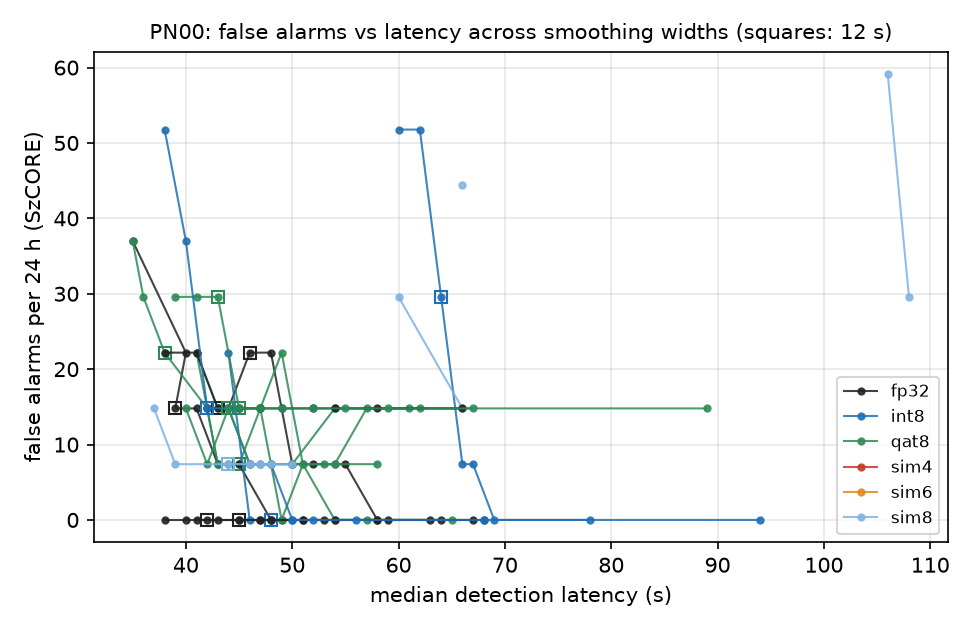 PN00: false alarms vs latency across smoothing widths (squares: 12 s)
false alarms per 24 h (SzCORE)
60
50
40
30
20
10
0
fp32
int8
qat8
sim4
sim6
sim8
40 50 60 70 80 90 100 110
median detection latency (s)